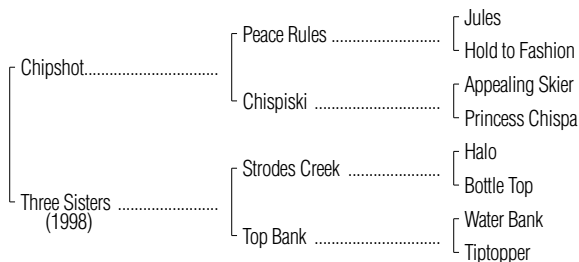 Jules
Peace Rules ........................
Hold to Fashion
Chipshot..............................
Appealing Skier
Chispiski ............................
Princess Chispa
Halo
Strodes Creek ....................
Bottle Top
Three Sisters ......................
(1998)
Water Bank
Top Bank ...........................
Tiptopper